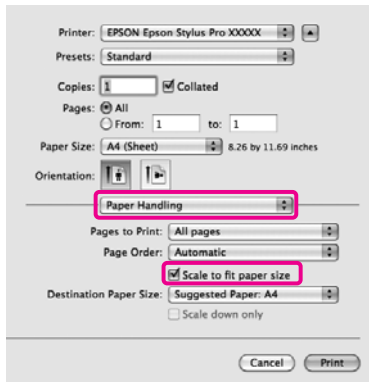 Printer: EPSON Epson Stylus Pro XXXXX
Presets: Standard
Copies: 1 Collated
Pages: All
From: 1 to: 1
Paper Size: A4 (Sheet) 8.26 by 11.69 inches
Orientation:
Paper Handling
Pages to Print: All pages
Page Order: Automatic
Scale to fit paper size
Destination Paper Size: Suggested Paper: A4
Scale down only
Cancel Print